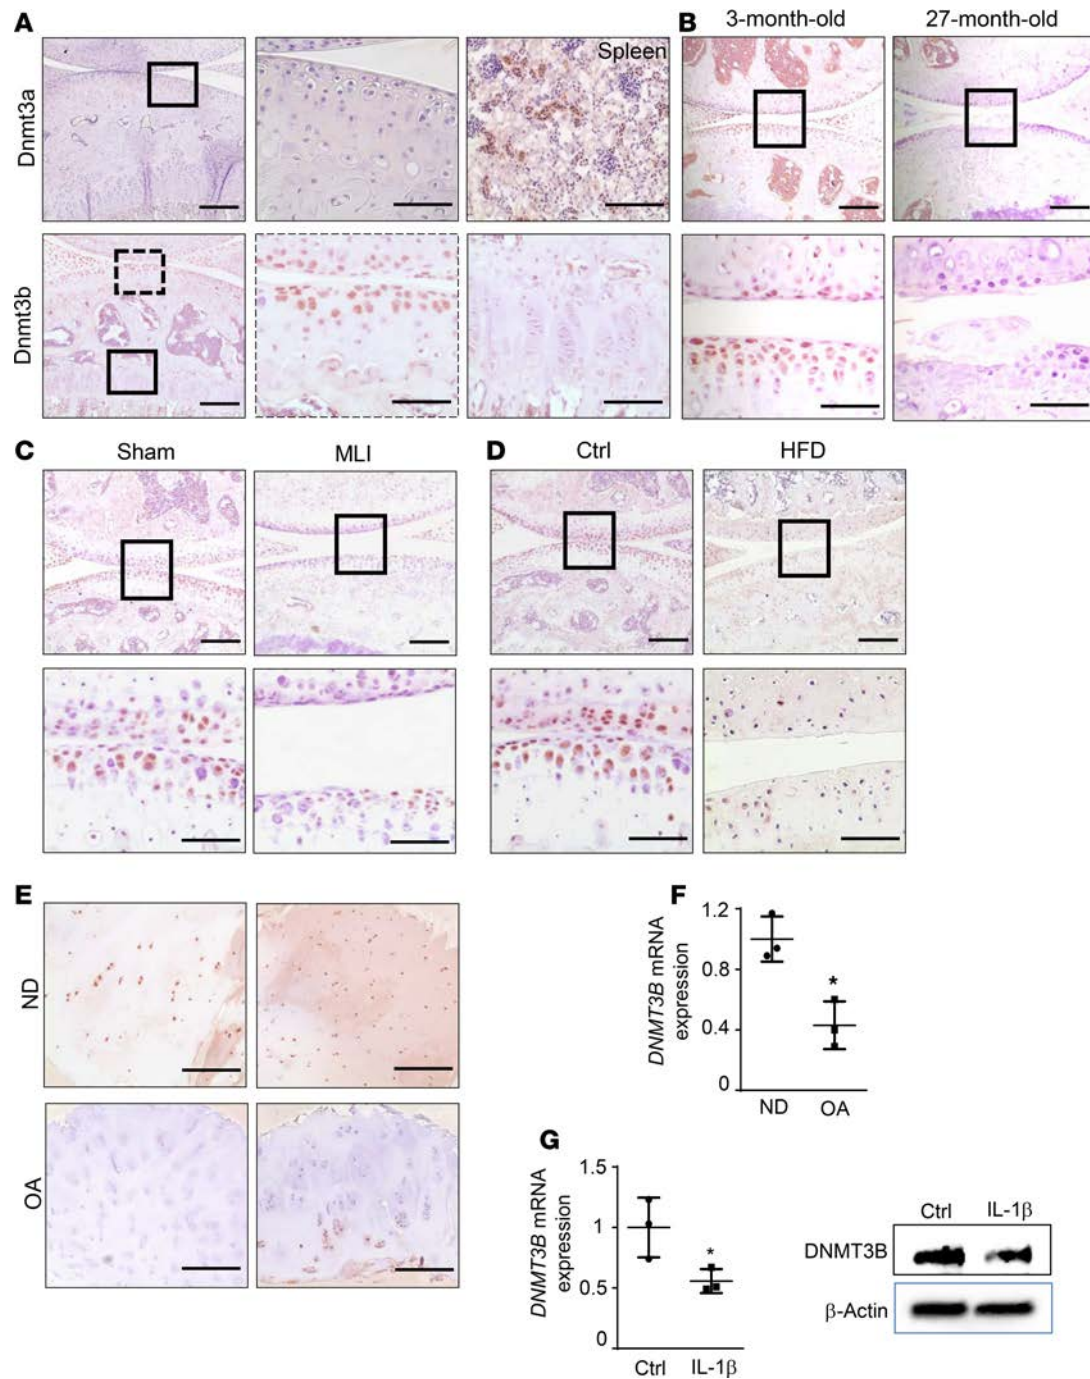 A
Spleen
Dnmt3a
Dnmt3b
B
3-month-old
27-month-old
C
Sham
MLI
D
Ctrl
HFD
E
ND
OA
F
DNMT3B mRNA
expression
1.2
0.8
0.4
0
*
ND
OA
G
DNMT3B mRNA
expression
1.5
1
0.5
0
*
Ctrl
IL-1β
Ctrl
IL-1β
DNMT3B
β-Actin